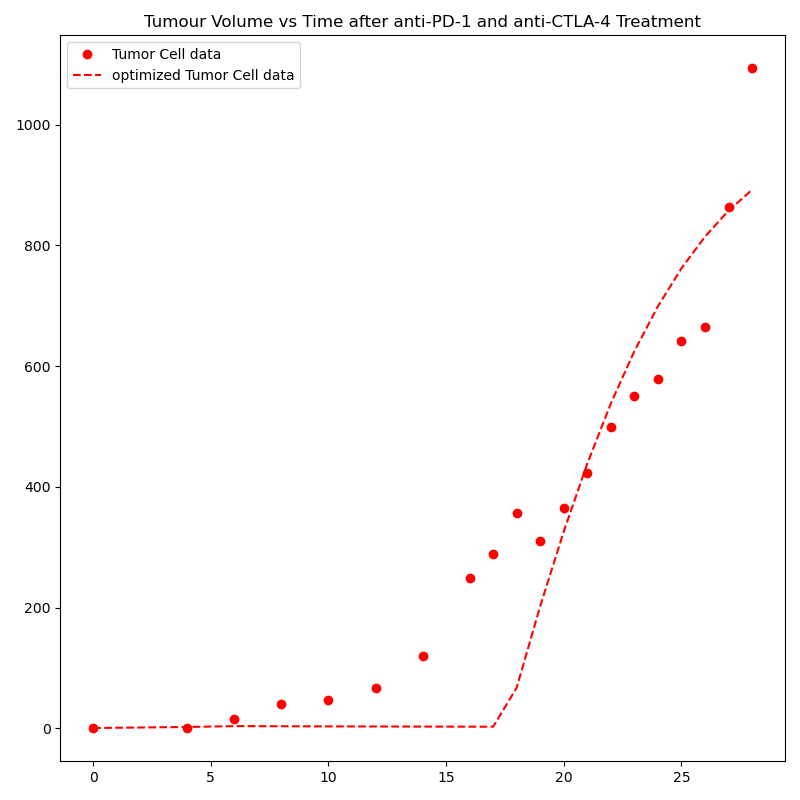 Tumour Volume vs Time after anti-PD-1 and anti-CTLA-4 Treatment
Tumor Cell data
optimized Tumor Cell data
1000
800
600
400
200
0
0 5 10 15 20 25